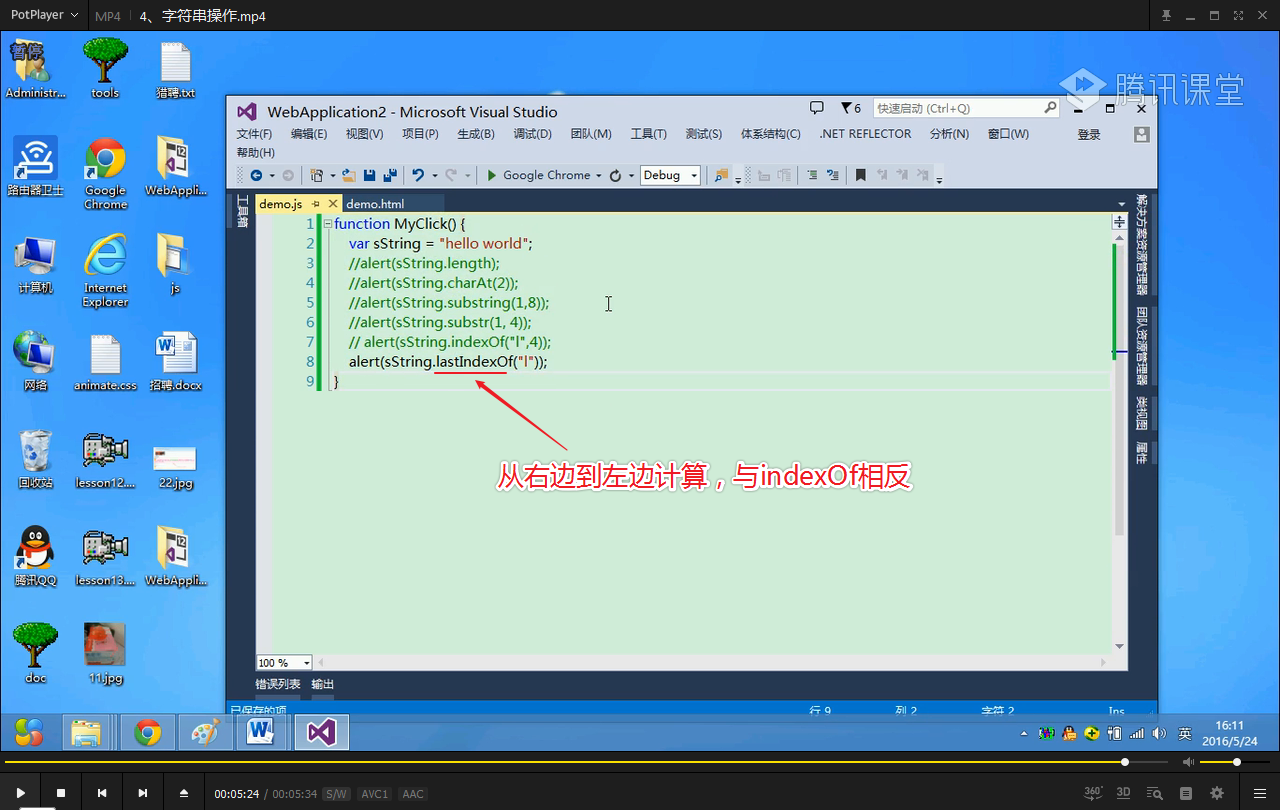 PotPlayer
MP4
4、字符串操作.mp4
暂停
Administr...
tools
猎聘.txt
腾讯课堂
WebApplication2 - Microsoft Visual Studio
6
快速启动 (Ctrl+Q)
文件(F) 编辑(E) 视图(V) 项目(P) 生成(B) 调试(D) 团队(M) 工具(T) 测试(S) 体系结构(C) .NET REFLECTOR 分析(N) 窗口(W) 登录
帮助(H)
Google Chrome
Debug
路由器卫士
Google Chrome
WebAppli...
工具箱
demo.js
demo.html
1 function MyClick() {
2 var sString = "hello world";
3 //alert(sString.length);
4 //alert(sString.charAt(2));
5 //alert(sString.substring(1,8));
6 //alert(sString.substr(1, 4));
7 // alert(sString.indexOf("l",4));
8 alert(sString.lastIndexOf("l"));
9 }
从右边到左边计算，与indexOf相反
解决方案资源管理器
团队资源管理器
类视图
属性
计算机
Internet Explorer
js
网络
animate.css
招聘.docx
回收站
lesson12....
22.jpg
腾讯QQ
lesson13....
WebAppli...
doc
11.jpg
100 %
错误列表 输出
已保存的项
行 9
列 2
字符 2
Ins
英
16:11
2016/5/24
00:05:24 / 00:05:34 S/W AVC1 AAC
360°
3D